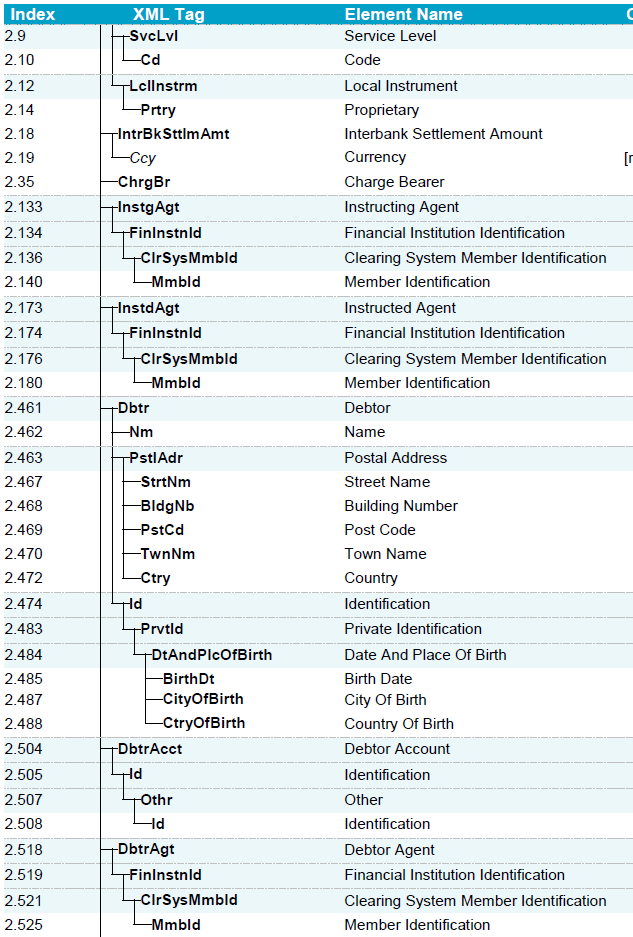 Index XML Tag Element Name
2.9 SvcLvl Service Level
2.10 Cd Code
2.12 LclInstrm Local Instrument
2.14 Prtry Proprietary
2.18 IntrBkSttlmAmt Interbank Settlement Amount
2.19 Ccy Currency
2.35 ChrgBr Charge Bearer
2.133 InstgAgt Instructing Agent
2.134 FinInstnId Financial Institution Identification
2.136 ClrSysMmbId Clearing System Member Identification
2.140 MmbId Member Identification
2.173 InstdAgt Instructed Agent
2.174 FinInstnId Financial Institution Identification
2.176 ClrSysMmbId Clearing System Member Identification
2.180 MmbId Member Identification
2.461 Dbtr Debtor
2.462 Nm Name
2.463 PstlAdr Postal Address
2.467 StrtNm Street Name
2.468 BldgNb Building Number
2.469 PstCd Post Code
2.470 TwnNm Town Name
2.472 Ctry Country
2.474 Id Identification
2.483 PrvtId Private Identification
2.484 DtAndPlcOfBirth Date And Place Of Birth
2.485 BirthDt Birth Date
2.487 CityOfBirth City Of Birth
2.488 CtryOfBirth Country Of Birth
2.504 DbtrAcct Debtor Account
2.505 Id Identification
2.507 Othr Other
2.508 Id Identification
2.518 DbtrAgt Debtor Agent
2.519 FinInstnId Financial Institution Identification
2.521 ClrSysMmbId Clearing System Member Identification
2.525 MmbId Member Identification